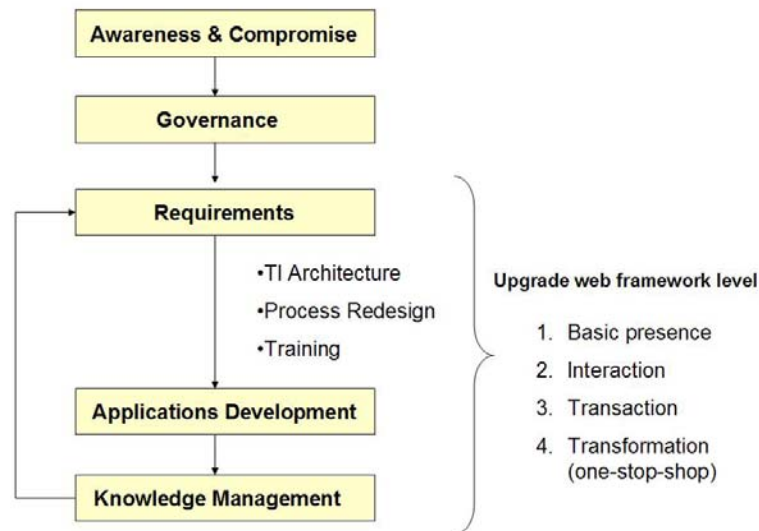 Awareness & Compromise
Governance
Requirements
•TI Architecture
•Process Redesign
•Training
Applications Development
Knowledge Management
Upgrade web framework level
1. Basic presence
2. Interaction
3. Transaction
4. Transformation
(one-stop-shop)